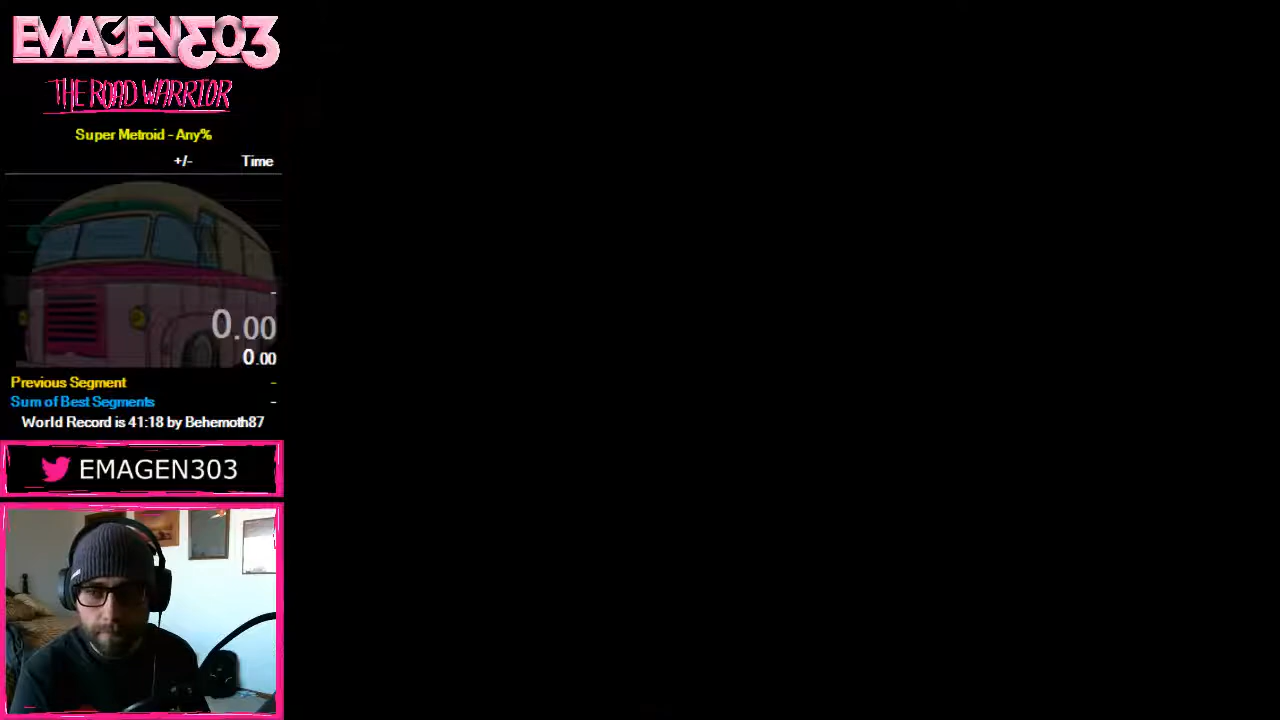 EMAGEN303
THE ROAD WARRIOR
Super Metroid - Any%
+/- Time
-
0.00
0.00
Previous Segment -
Sum of Best Segments -
World Record is 41:18 by Behemoth87
EMAGEN303